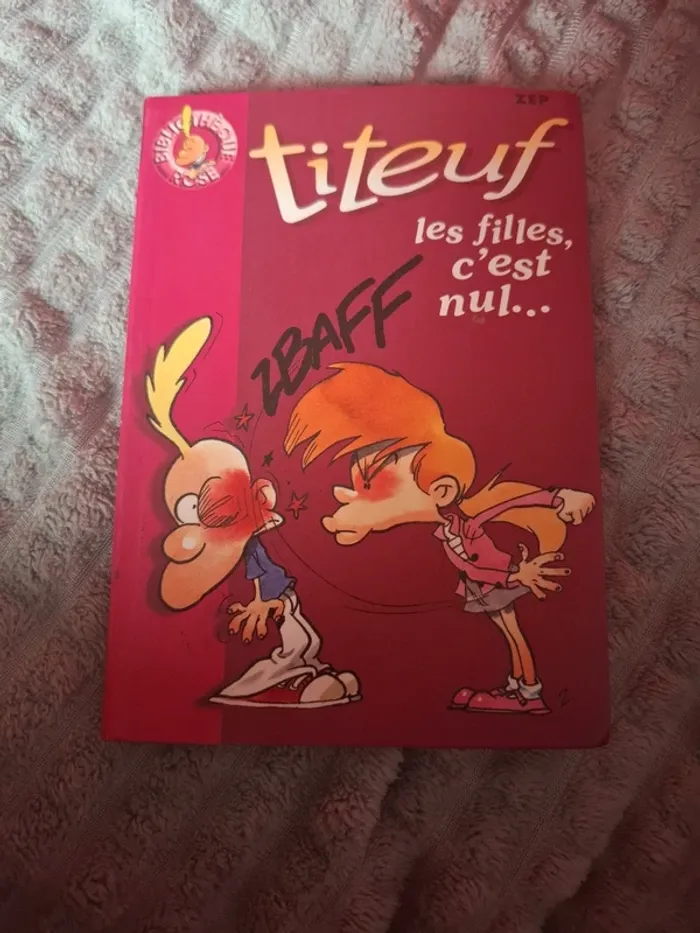 ZEP
BIBLIOTHÈQUE
ROSE
titeuf
les filles,
c'est
nul...
ZBAFF
Z